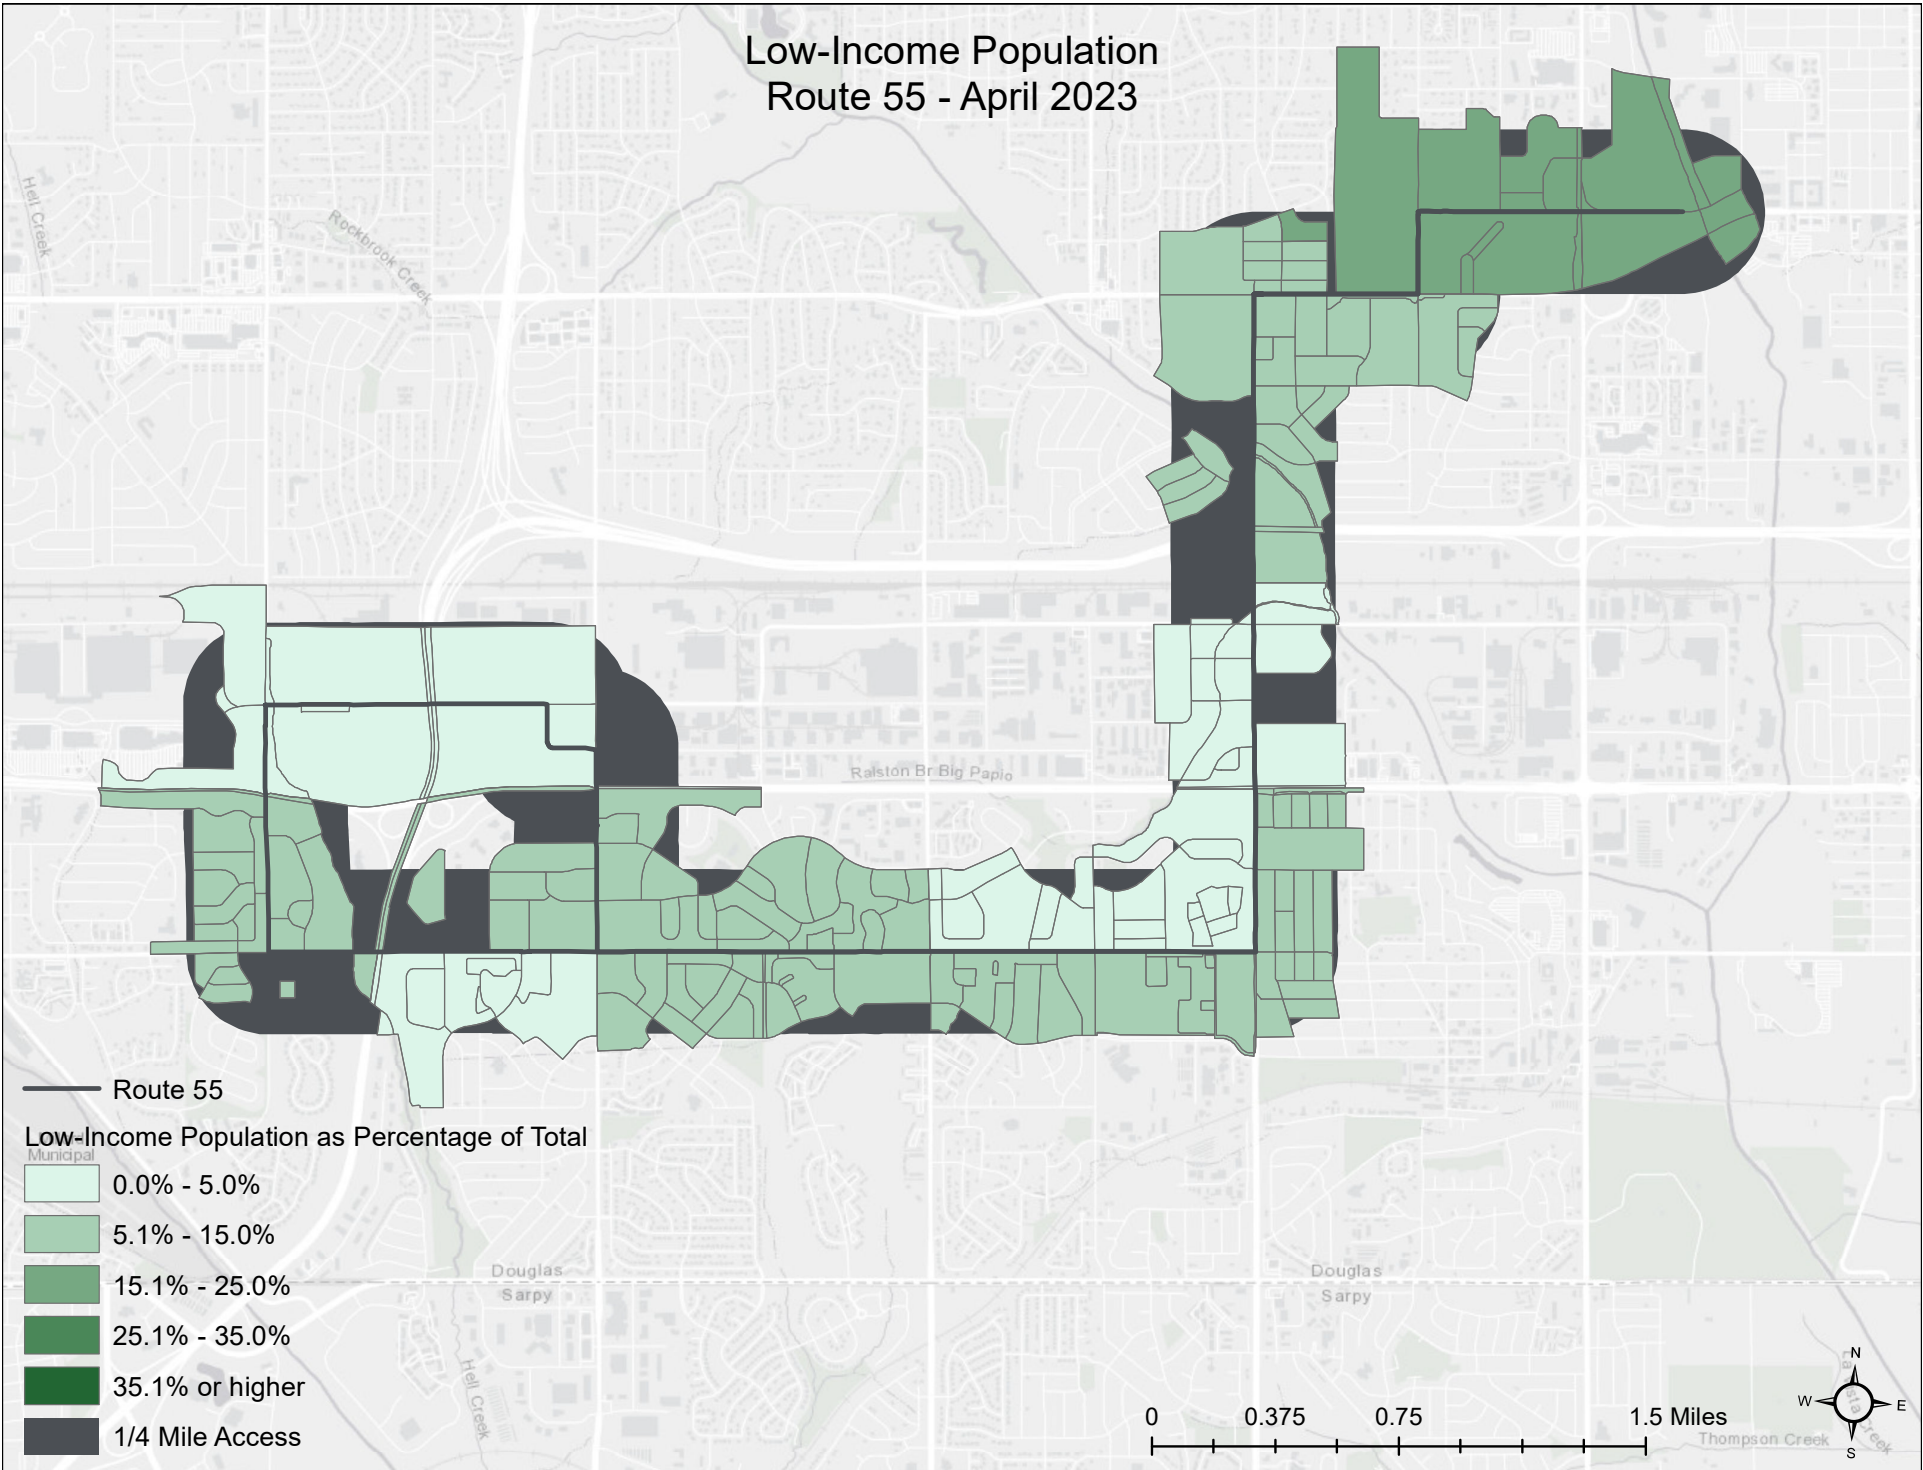 Low-Income Population
Route 55 - April 2023
Hell Creek
Rockbrook Creek
Ralston Br Big Papio
Route 55
Low-Income Population as Percentage of Total
Municipal
0.0% - 5.0%
5.1% - 15.0%
15.1% - 25.0%
25.1% - 35.0%
35.1% or higher
1/4 Mile Access
Douglas
Sarpy
Douglas
Sarpy
Hell Creek
0 0.375 0.75 1.5 Miles
N
W E
S
Thompson Creek
La Vista Creek